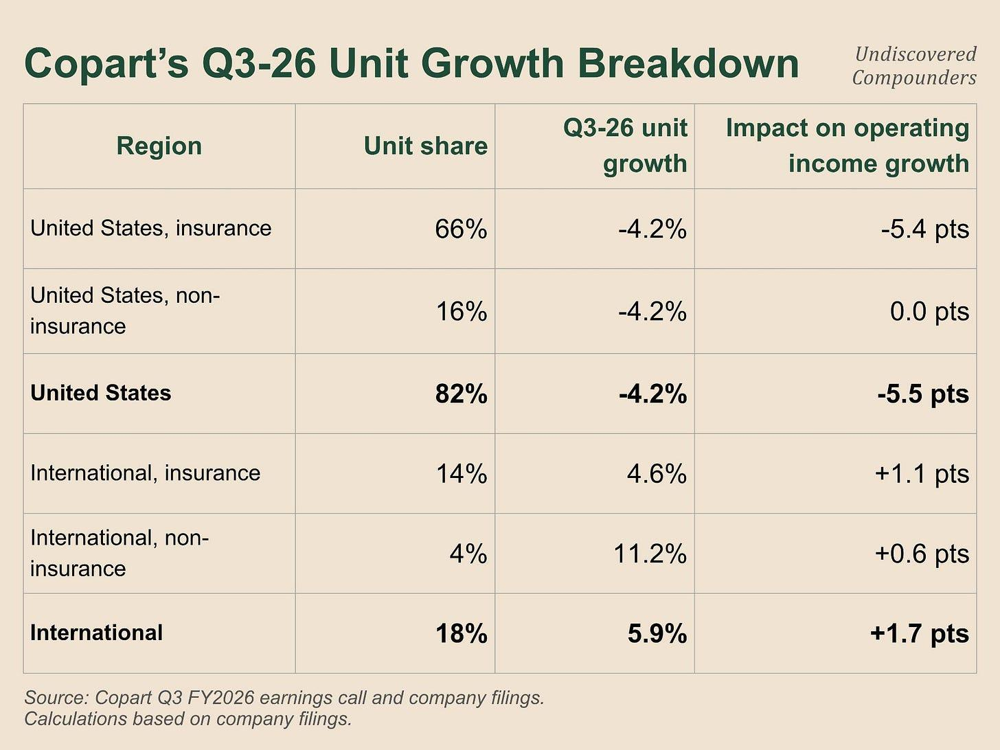 Copart’s Q3-26 Unit Growth Breakdown
Undiscovered
Compounders
Region
Unit share
Q3-26 unit
growth
Impact on operating
income growth
United States, insurance
66%
-4.2%
-5.4 pts
United States, non-
insurance
16%
-4.2%
0.0 pts
United States
82%
-4.2%
-5.5 pts
International, insurance
14%
4.6%
+1.1 pts
International, non-
insurance
4%
11.2%
+0.6 pts
International
18%
5.9%
+1.7 pts
Source: Copart Q3 FY2026 earnings call and company filings.
Calculations based on company filings.